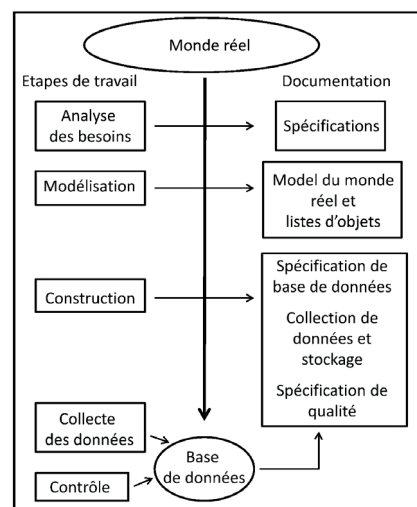 Monde réel
Etapes de travail
Documentation
Analyse
des besoins
Spécifications
Modélisation
Model du monde
réel et
listes d'objets
Construction
Spécification de
base de données
Collection de
données et
stockage
Spécification de
qualité
Collecte
des données
Base
de données
Contrôle